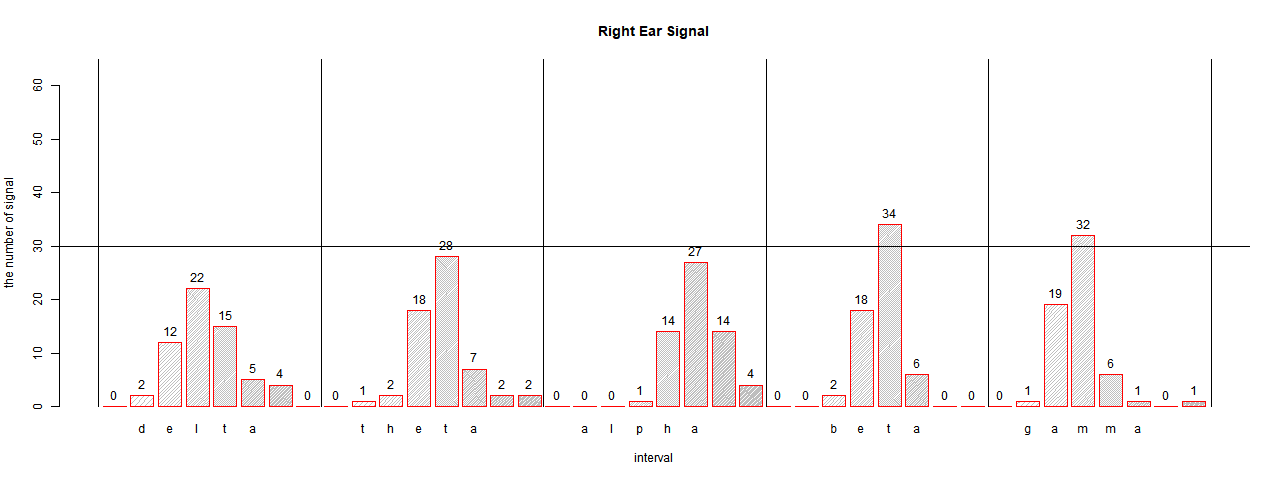 Right Ear Signal
the number of signal
60
50
40
30
20
10
0
0 2 12 22 15 5 4 0
0 1 2 18 28 7 2 2
0 0 0 1 14 27 14 4
0 0 2 18 34 6 0 0
0 1 19 32 6 1 0 1
d e l t a t h e t a a l p h a b e t a g a m m a
interval